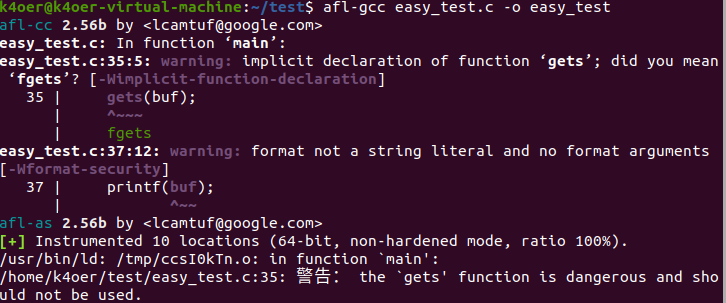 k4oer@k4oer-virtual-machine:~/test$ afl-gcc easy_test.c -o easy_test
afl-cc 2.56b by <lcamtuf@google.com>
easy_test.c: In function ‘main’:
easy_test.c:35:5: warning: implicit declaration of function ‘gets’; did you mean
‘fgets’? [-Wimplicit-function-declaration]
   35 |     gets(buf);
      |     ^~~~
      |     fgets
easy_test.c:37:12: warning: format not a string literal and no format arguments
[-Wformat-security]
   37 |     printf(buf);
      |            ^~~
afl-as 2.56b by <lcamtuf@google.com>
[+] Instrumented 10 locations (64-bit, non-hardened mode, ratio 100%).
/usr/bin/ld: /tmp/ccsI0kTn.o: in function `main':
/home/k4oer/test/easy_test.c:35: 警告： the `gets' function is dangerous and sho
uld not be used.